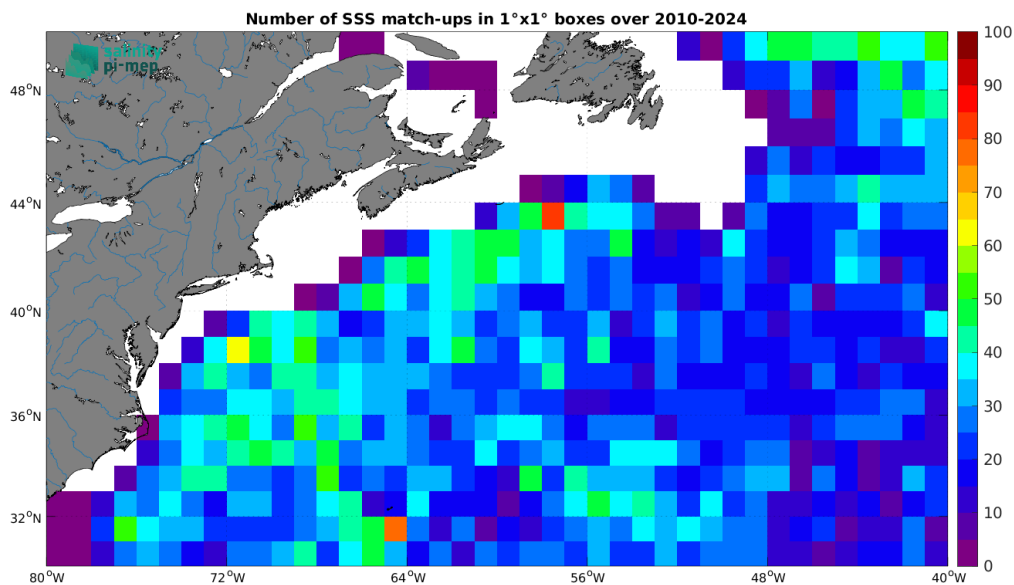 Number of SSS match-ups in 1°x1° boxes over 2010-2024
salinity
pi-mep
48°N
44°N
40°N
36°N
32°N
80°W
72°W
64°W
56°W
48°W
40°W
100
90
80
70
60
50
40
30
20
10
0